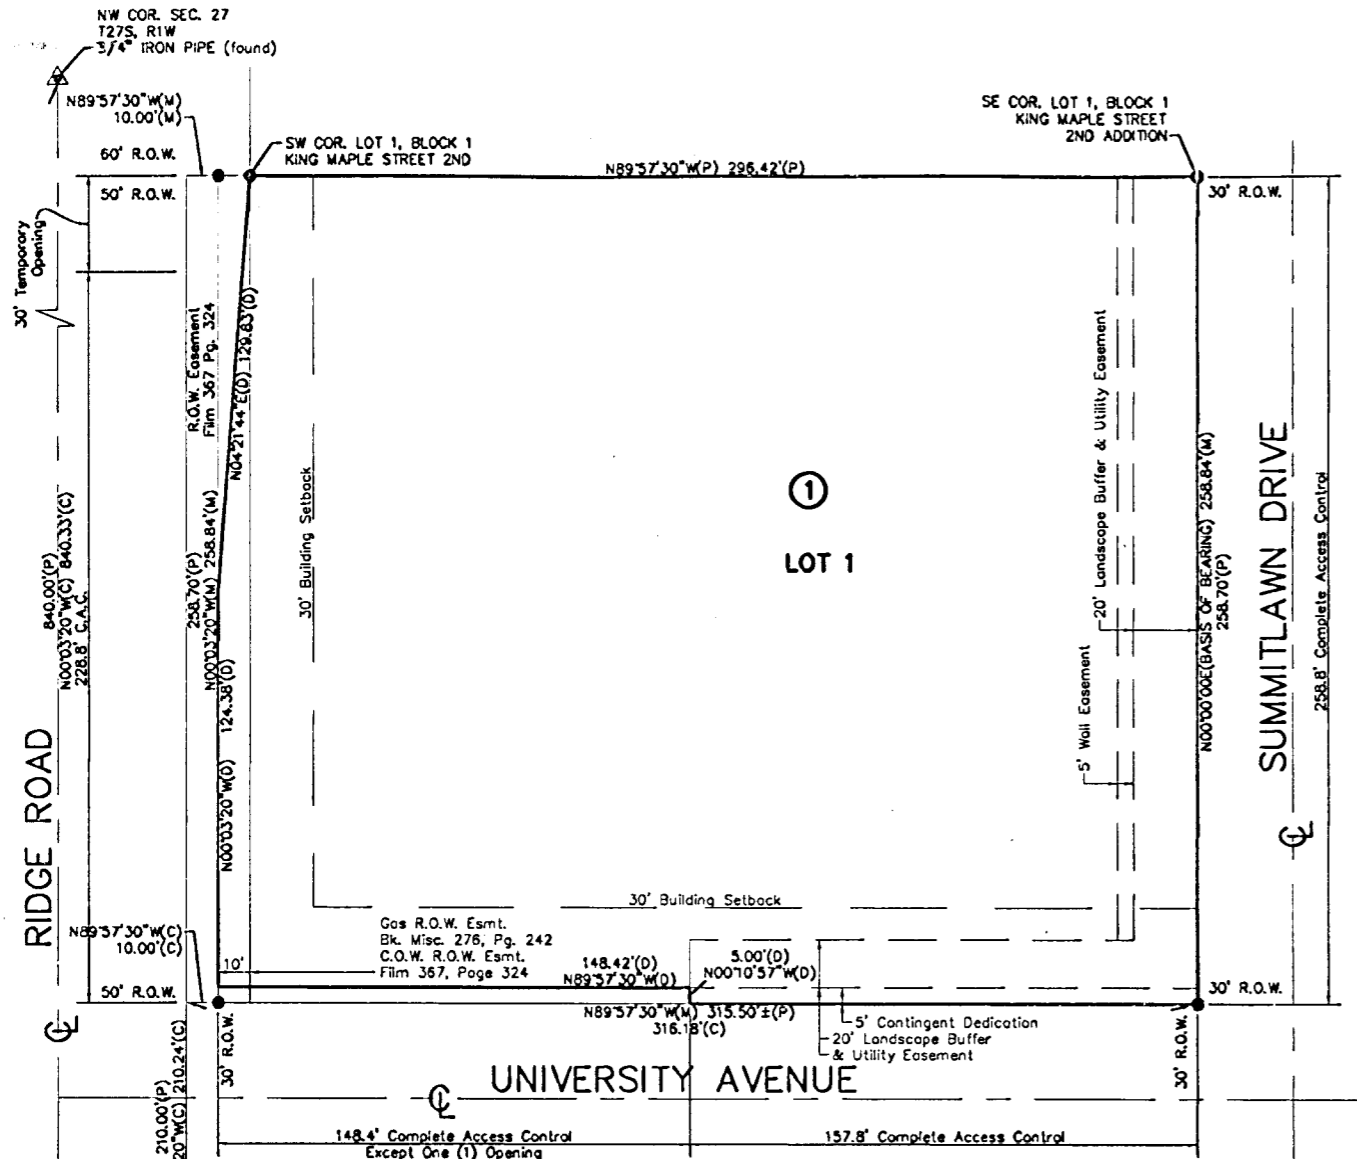 NW COR. SEC. 27
T27S, R1W
3/4" IRON PIPE (found)
N89°57'30"W(M)
10.00'(M)
60' R.O.W.
50' R.O.W.
SW COR. LOT 1, BLOCK 1
KING MAPLE STREET 2ND
N89°57'30"W(P) 296.42'(P)
SE COR. LOT 1, BLOCK 1
KING MAPLE STREET
2ND ADDITION
30' R.O.W.
30' Temporary
Opening
R.O.W. Easement
Film 367 Pg. 324
N04°21'44"E(D) 129.83'(D)
30' Building Setback
840.00'(P)
N00°03'20"W(C) 840.33'(C)
228.8' C.A.C.
258.70'(P)
N00°03'20"W(M) 258.84'(M)
N00°03'20"W(D) 124.38'(D)
1
LOT 1
20' Landscape Buffer & Utility Easement
5' Wall Easement
N00°00'00E(BASIS OF BEARING) 258.84'(M)
258.70'(P)
SUMMITLAWN DRIVE
258.8' Complete Access Control
RIDGE ROAD
30' Building Setback
N89°57'30"W(C)
10.00'(C)
10'
Gas R.O.W. Esmt.
Bk. Misc. 276, Pg. 242
C.O.W. R.O.W. Esmt.
Film 367, Page 324
148.42'(D)
N89°57'30"W(D)
5.00'(D)
N00°10'57"W(D)
50' R.O.W.
30' R.O.W.
N89°57'30"W(M) 315.50'±(P)
316.18'(C)
5' Contingent Dedication
20' Landscape Buffer
& Utility Easement
30' R.O.W.
30' R.O.W.
UNIVERSITY AVENUE
210.00'(P)
20"W(C) 210.24'(C)
148.4' Complete Access Control
Except One (1) Opening
157.8' Complete Access Control